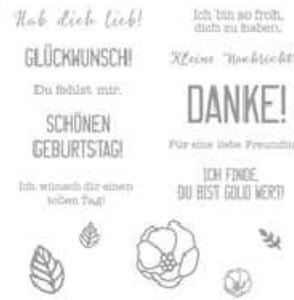 Hab dich lieb!
GLÜCKWUNSCH!
Du fehlst mir.
SCHÖNEN
GEBURTSTAG!
Ich wünsch dir einen
tollen Tag!
Ich bin so froh,
dich zu haben.
Kleine Nachricht
DANKE!
Für eine liebe Freundin
ICH FINDE,
DU BIST GOLD WERT!